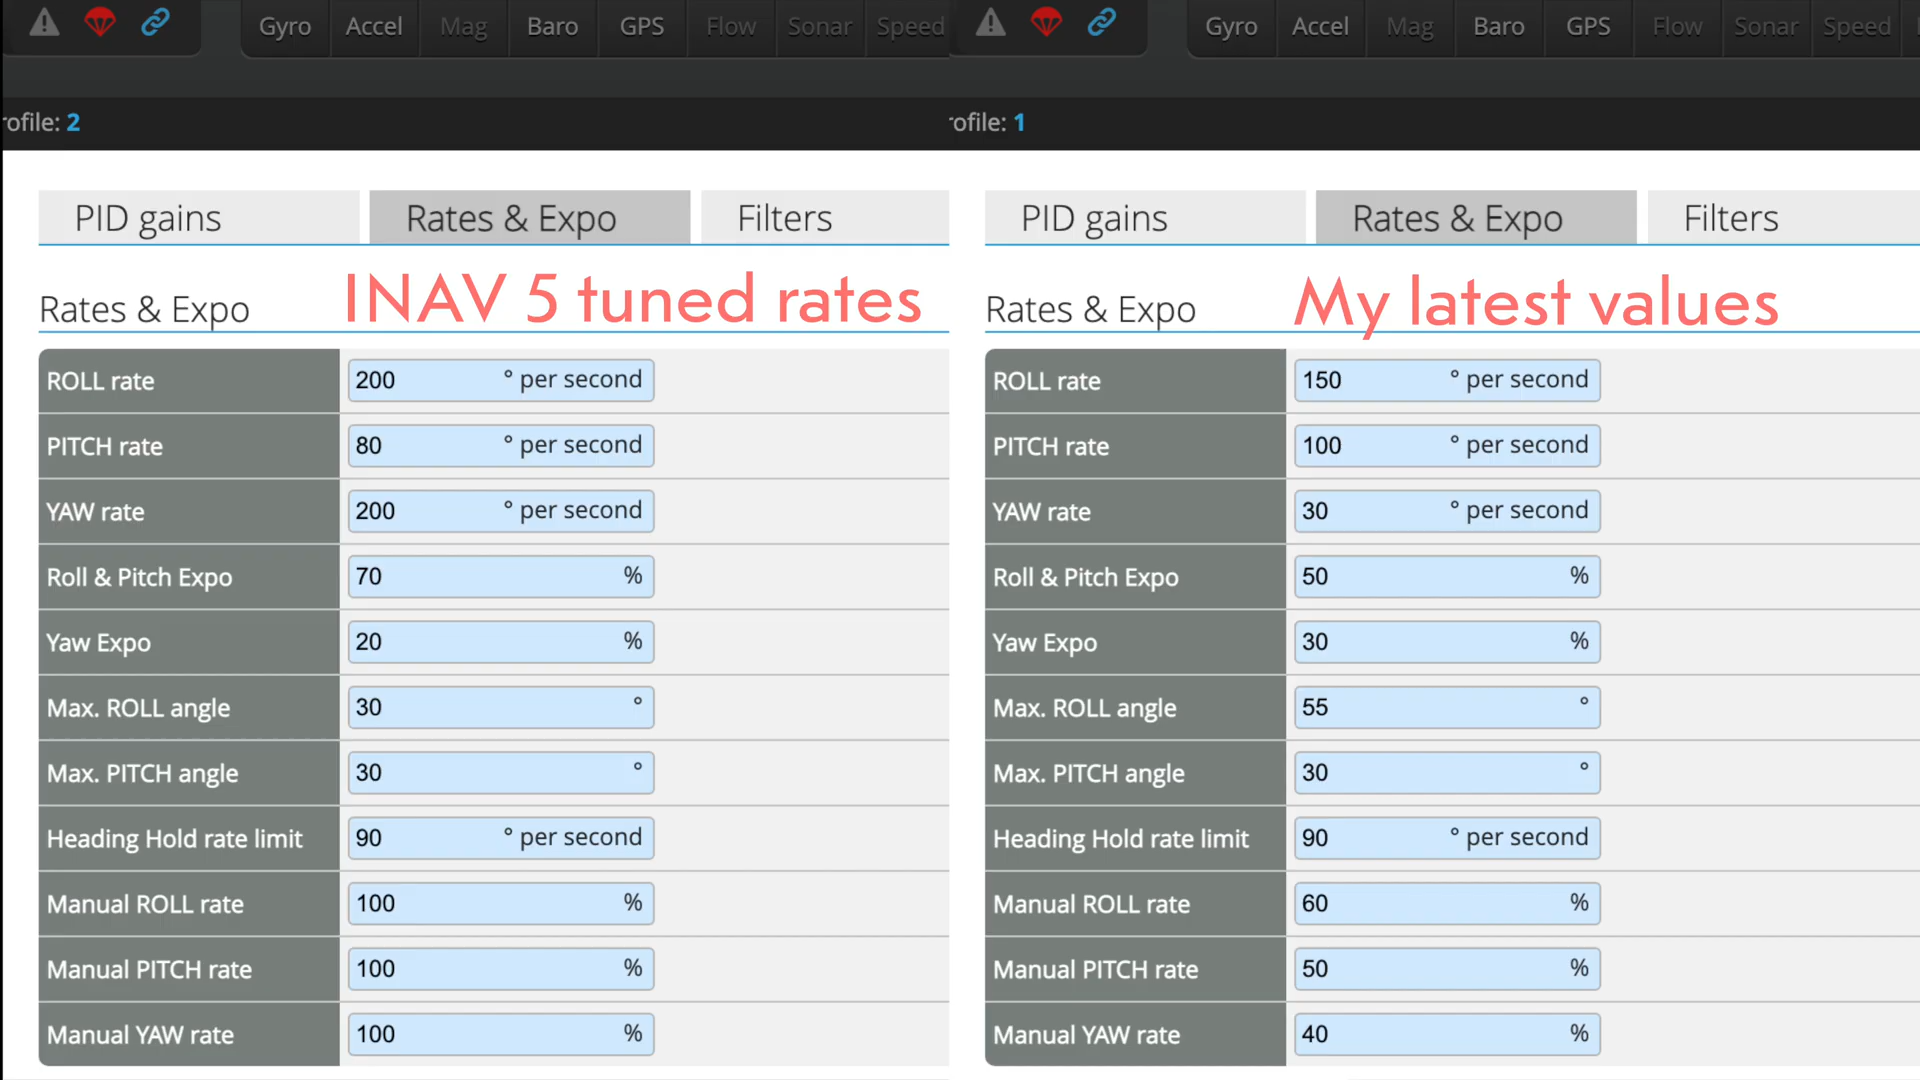 Gyro Accel Mag Baro GPS Flow Sonar Speed
rofile: 2
PID gains Rates & Expo Filters
Rates & Expo INAV 5 tuned rates
ROLL rate 200 ° per second
PITCH rate 80 ° per second
YAW rate 200 ° per second
Roll & Pitch Expo 70 %
Yaw Expo 20 %
Max. ROLL angle 30 °
Max. PITCH angle 30 °
Heading Hold rate limit 90 ° per second
Manual ROLL rate 100 %
Manual PITCH rate 100 %
Manual YAW rate 100 %
Gyro Accel Mag Baro GPS Flow Sonar Speed
rofile: 1
PID gains Rates & Expo Filters
Rates & Expo My latest values
ROLL rate 150 ° per second
PITCH rate 100 ° per second
YAW rate 30 ° per second
Roll & Pitch Expo 50 %
Yaw Expo 30 %
Max. ROLL angle 55 °
Max. PITCH angle 30 °
Heading Hold rate limit 90 ° per second
Manual ROLL rate 60 %
Manual PITCH rate 50 %
Manual YAW rate 40 %